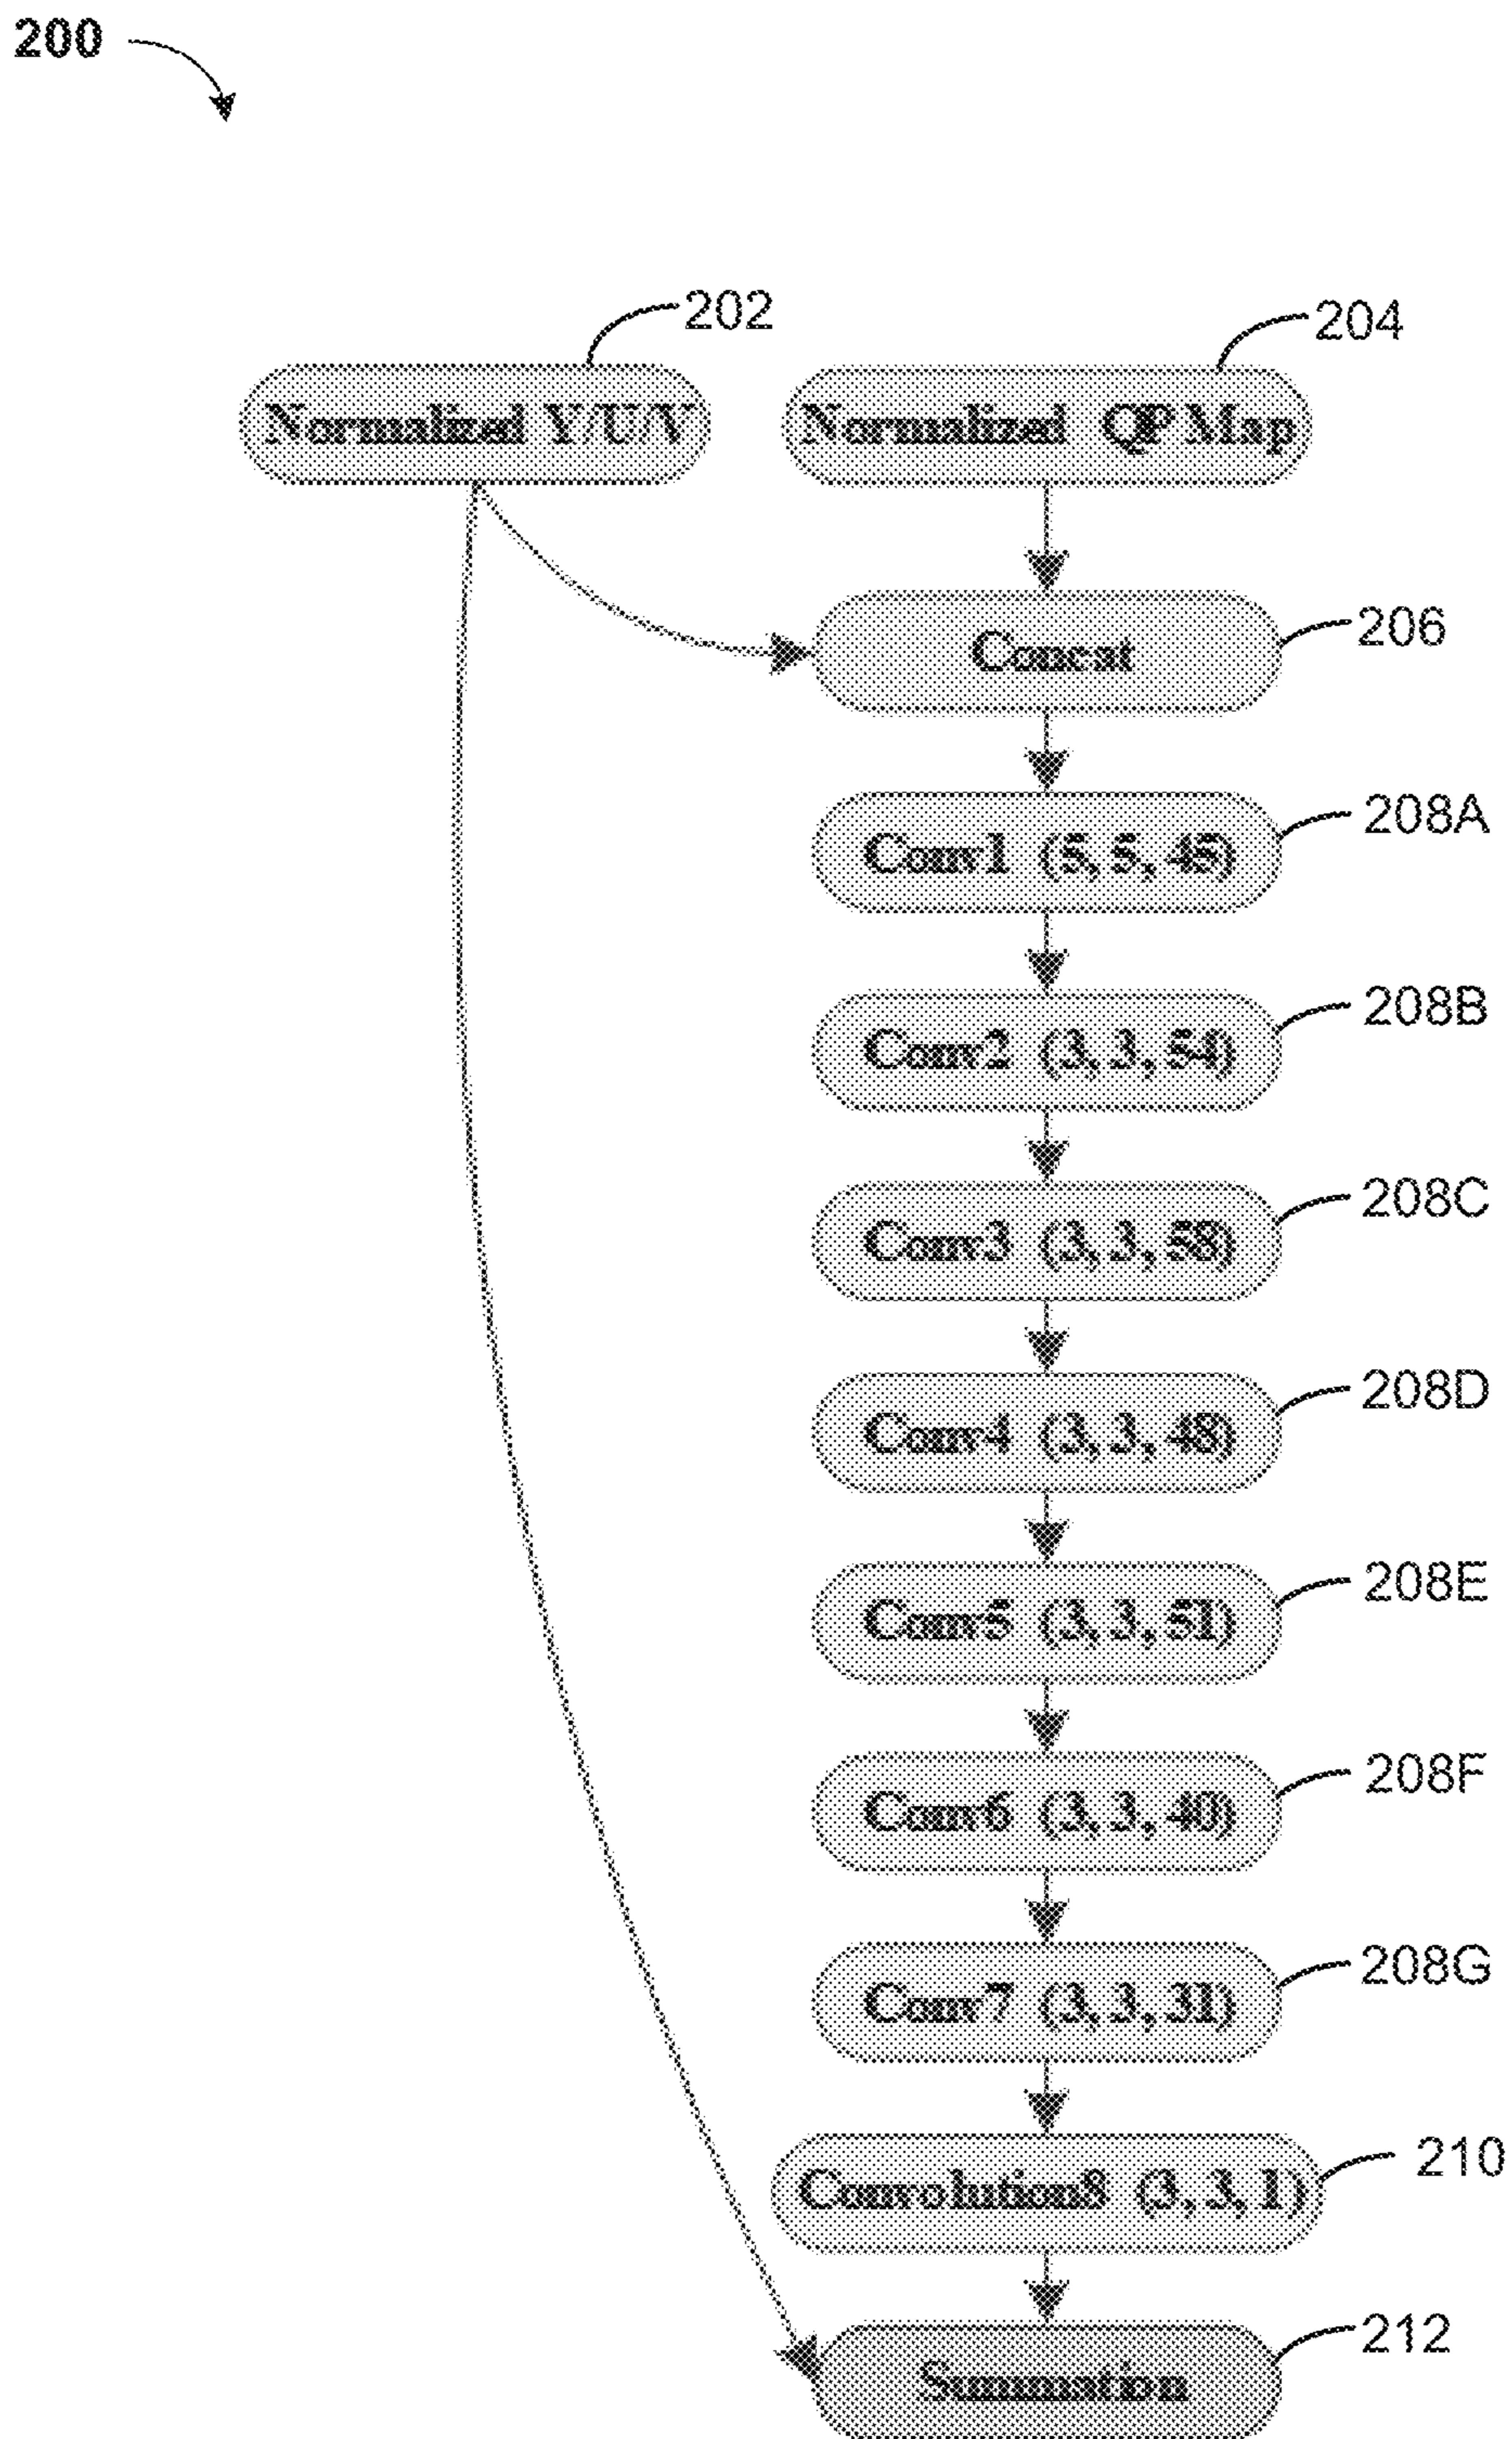 200
202
204
Normalized Y/U/V
Normalized QP Map
206
Concat
208A
Conv1 (5, 5, 45)
208B
Conv2 (3, 3, 54)
208C
Conv3 (3, 3, 58)
208D
Conv4 (3, 3, 48)
208E
Conv5 (3, 3, 51)
208F
Conv6 (3, 3, 40)
208G
Conv7 (3, 3, 31)
210
Convolution8 (3, 3, 1)
212
Summation